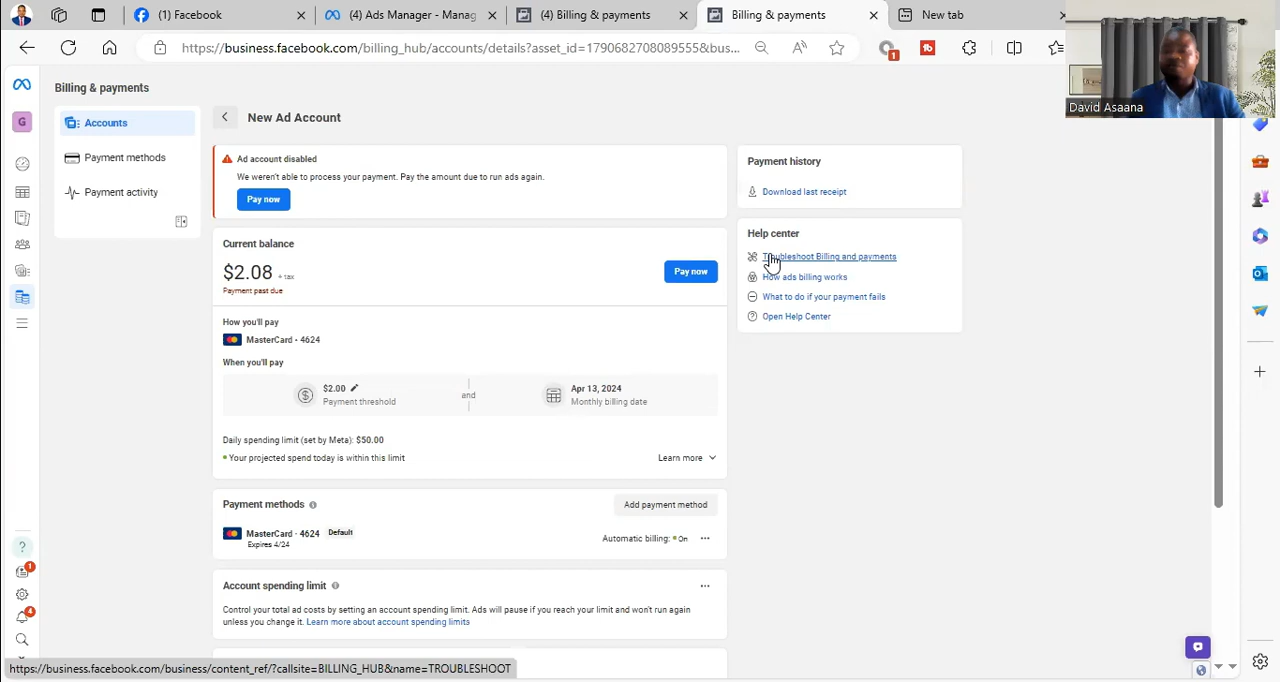 (1) Facebook
(4) Ads Manager - Manag
(4) Billing & payments
Billing & payments
New tab
https://business.facebook.com/billing_hub/accounts/details?asset_id=1790682708089555&bus...
1
David Asaana
Billing & payments
G
Accounts
Payment methods
Payment activity
New Ad Account
Ad account disabled
We weren't able to process your payment. Pay the amount due to run ads again.
Pay now
Current balance
$2.08 + tax
Payment past due
Pay now
How you'll pay
MasterCard · 4624
When you'll pay
$2.00
Payment threshold
and
Apr 13, 2024
Monthly billing date
Daily spending limit (set by Meta): $50.00
Your projected spend today is within this limit
Learn more
Payment methods
Add payment method
MasterCard · 4624 Default
Expires 4/24
Automatic billing: On
Account spending limit
Control your total ad costs by setting an account spending limit. Ads will pause if you reach your limit and won't run again
unless you change it. Learn more about account spending limits
Payment history
Download last receipt
Help center
Troubleshoot Billing and payments
How ads billing works
What to do if your payment fails
Open Help Center
1
4
https://business.facebook.com/business/content_ref/?callsite=BILLING_HUB&name=TROUBLESHOOT